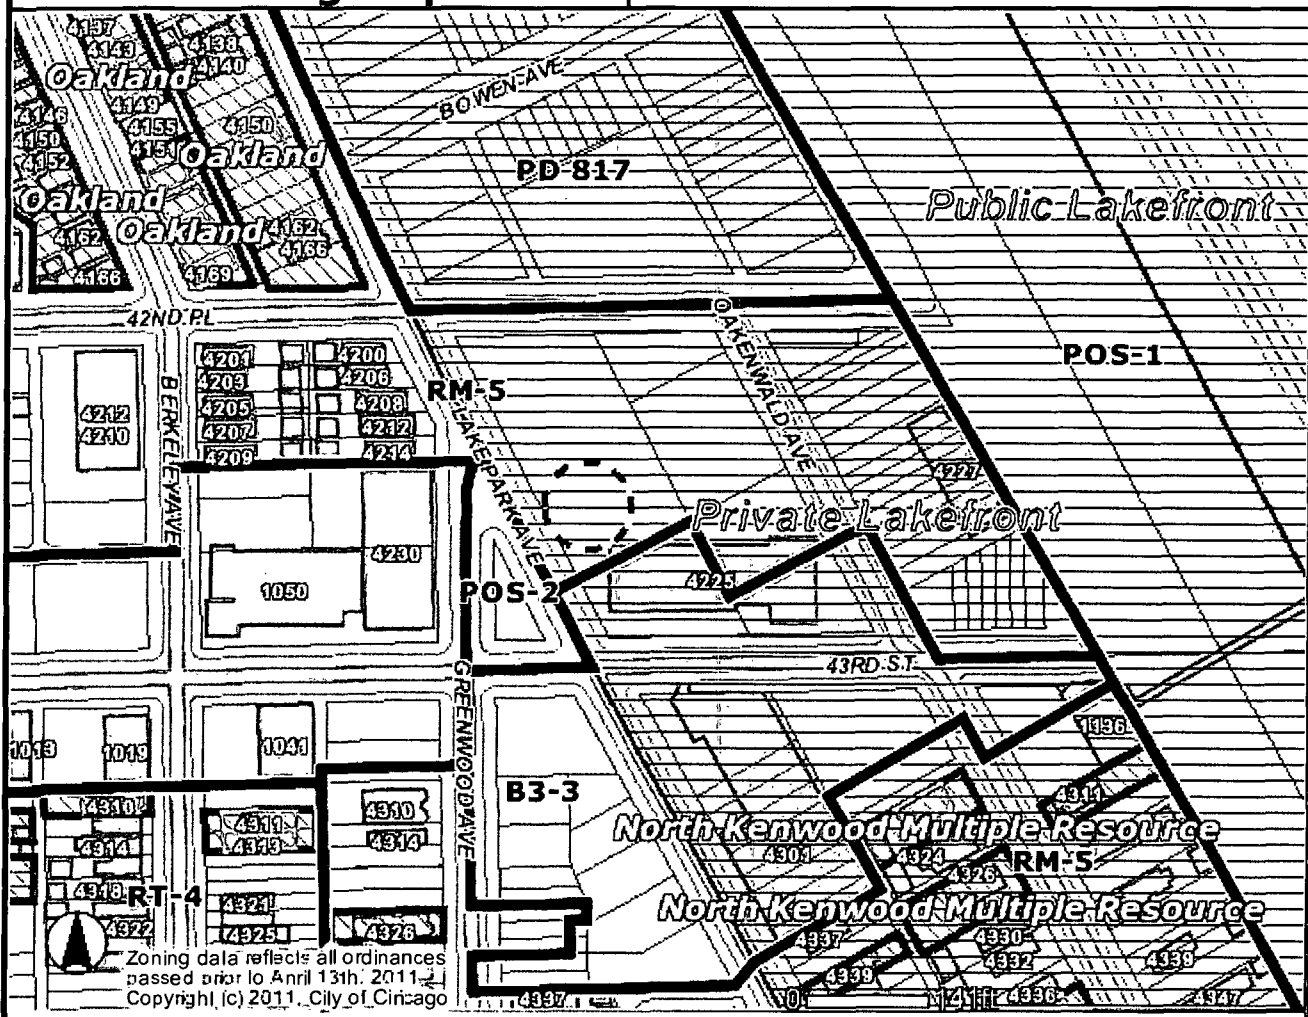 4137
4143
4138
4140
Oakland
4146
4149
4150
4155
4150
4152
4151
Oakland
BOWEN AVE
PD 817
Public Lakefront
Oakland
Oakland
4162
4162
4166
4166
4169
42ND PL
OAKENWALD AVE
POS-1
4201
4200
4203
4206
RM-5
4205
4208
4212
4210
4207
4212
4209
4214
BERKELEY AVE
LAKE PARK AVE
4227
Private Lakefront
4230
1050
POS-2
4225
43RD ST
GREENWOOD AVE
1013
1019
1041
1336
B3-3
4310
4310
4311
4311
4313
4314
4314
North Kenwood Multiple Resource
4301
4324
RM-5
4326
4318
RT-4
4321
North Kenwood Multiple Resource
4322
4325
4326
4337
4330
4332
4338
4339
4336
4347
4337
Zoning data reflects all ordinances
passed prior to April 13th, 2011.
Copyright (c) 2011, City of Chicago
0
141ft